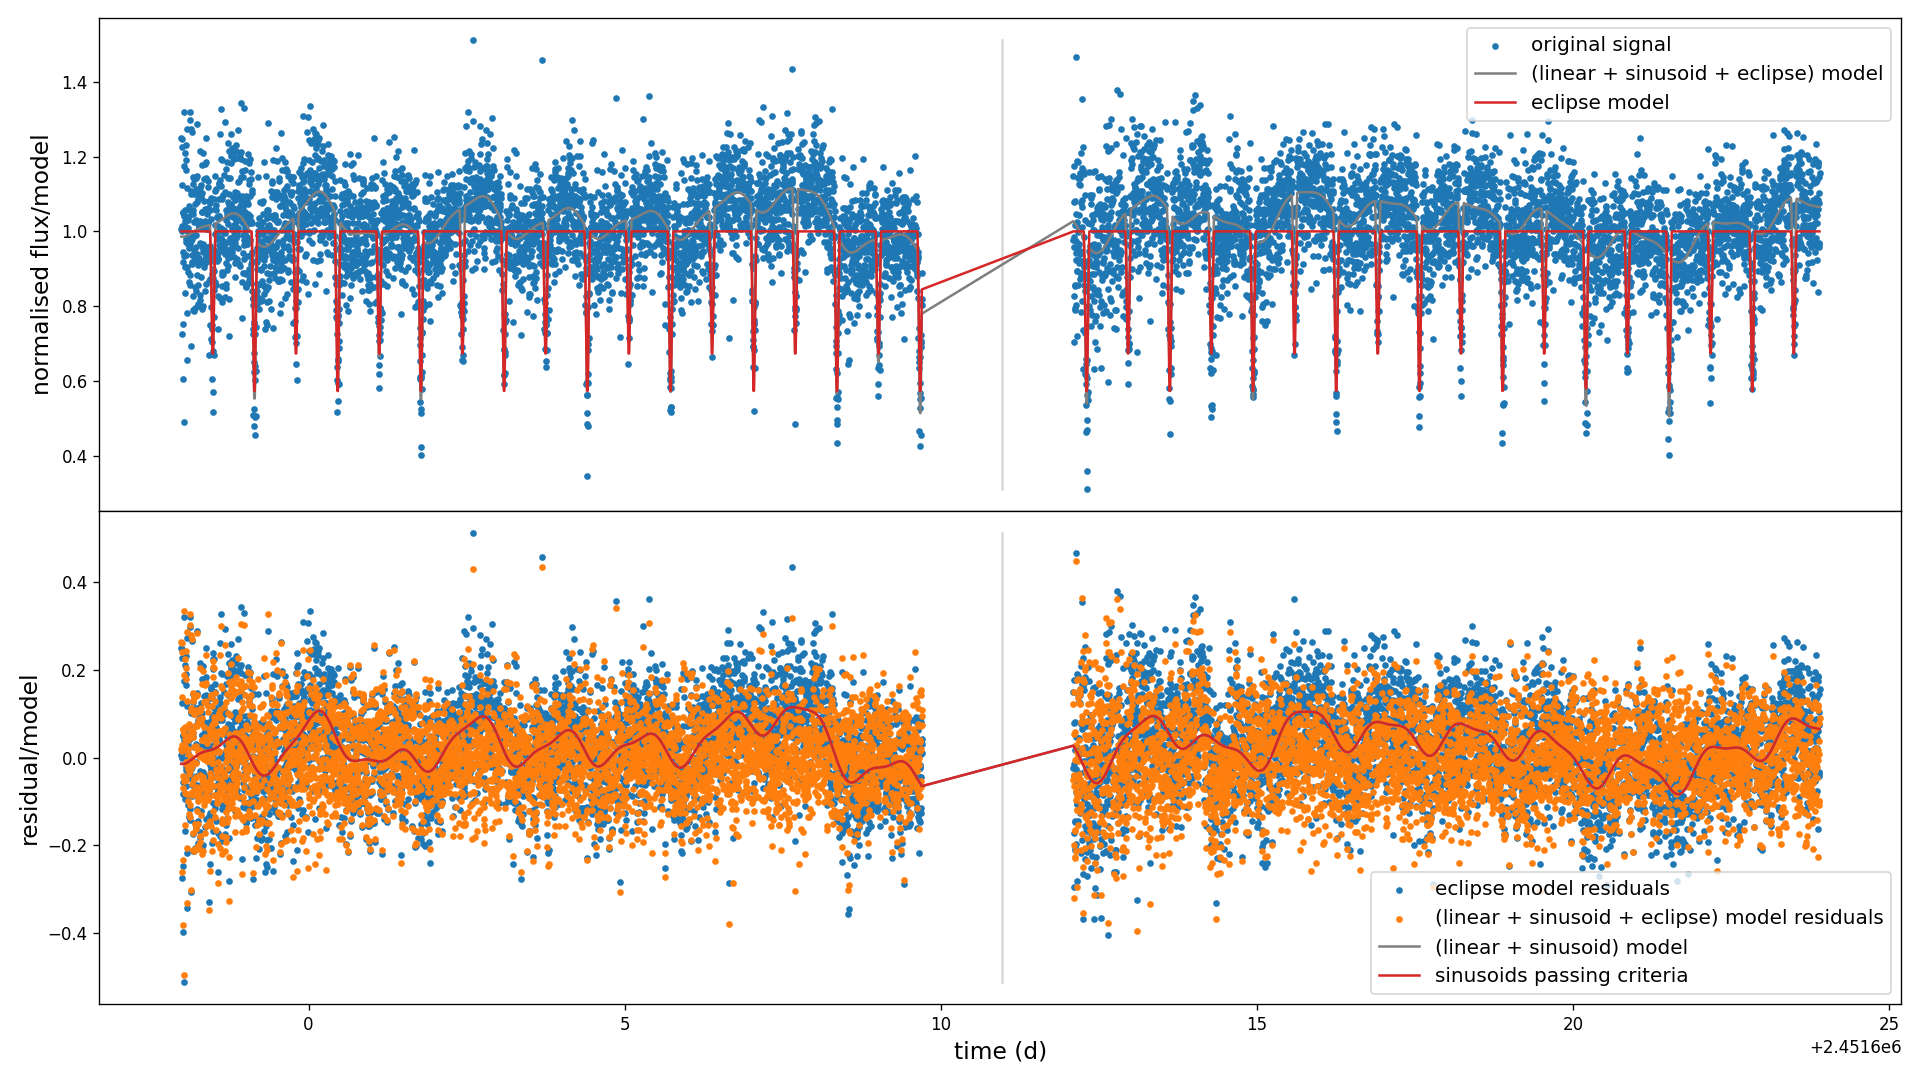 original signal
(linear + sinusoid + eclipse) model
eclipse model
normalised flux/model
1.4
1.2
1.0
0.8
0.6
0.4
residual/model
0.4
0.2
0.0
−0.2
−0.4
eclipse model residuals
(linear + sinusoid + eclipse) model residuals
(linear + sinusoid) model
sinusoids passing criteria
0 5 10 15 20 25
time (d)
+2.4516e6